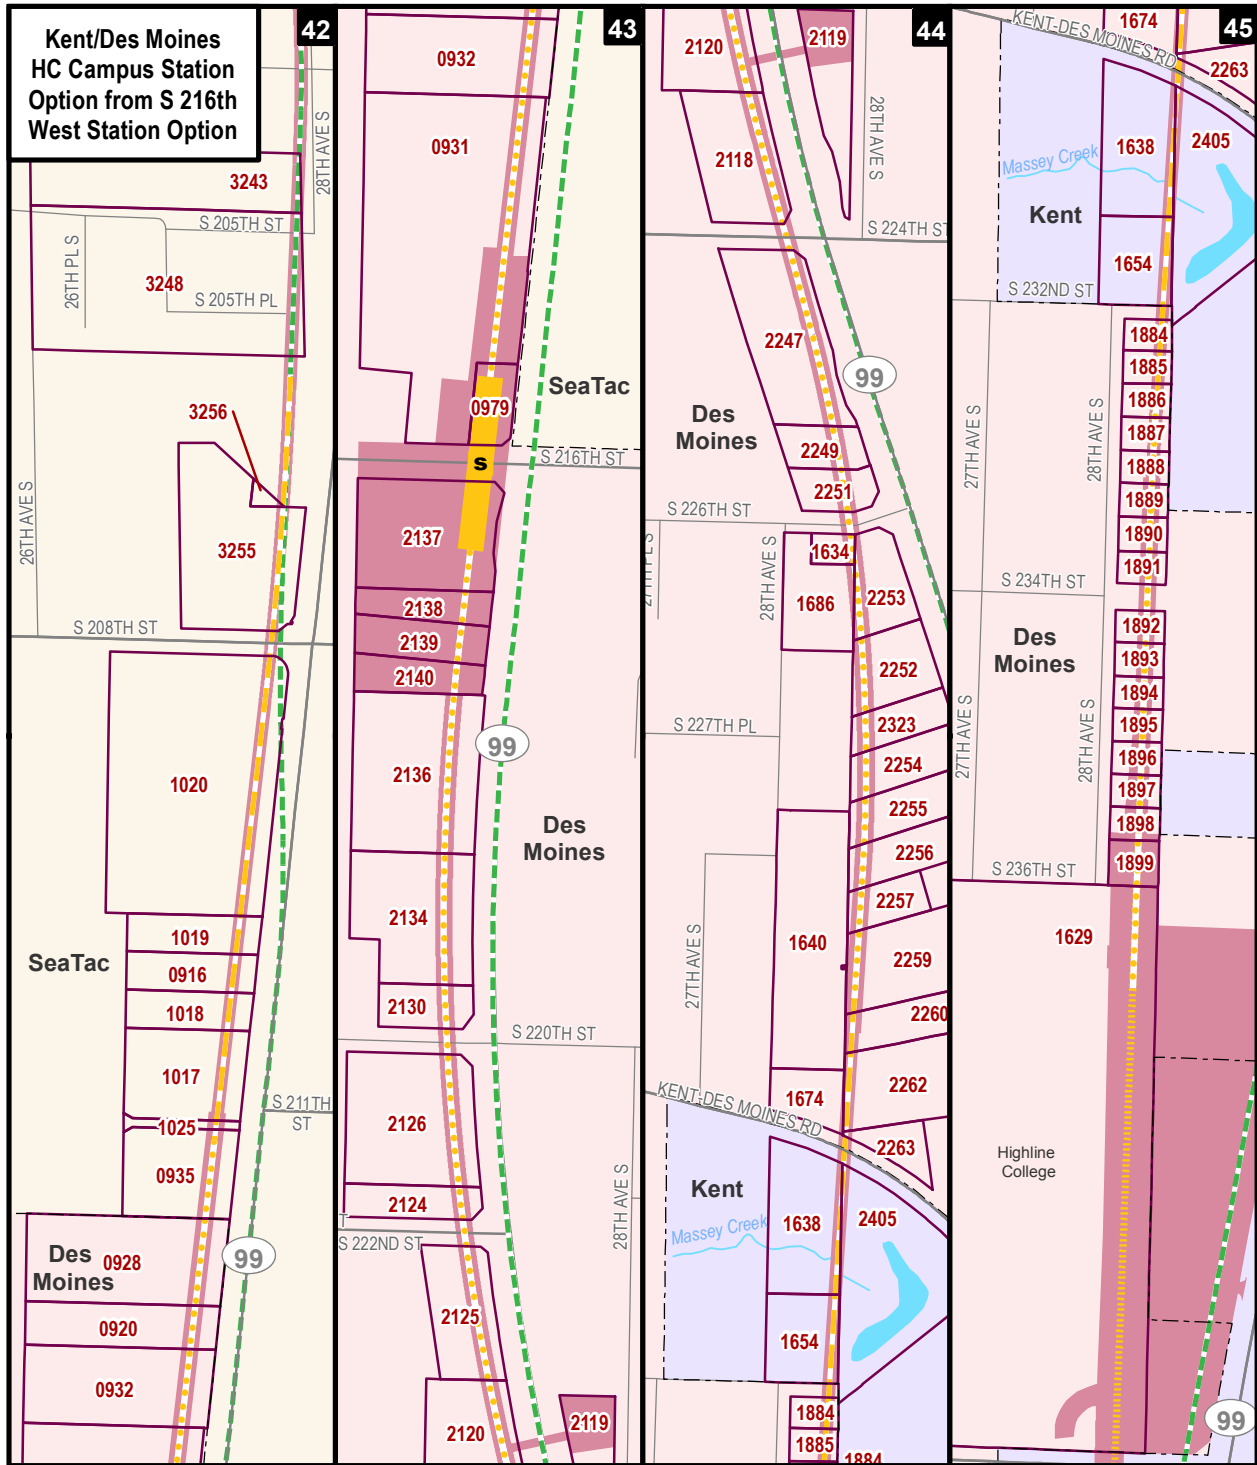 Kent/Des Moines
HC Campus Station
Option from S 216th
West Station Option
42
28TH AVE S
3243
S 205TH ST
26TH PL S
3248
S 205TH PL
3256
26TH AVE S
3255
S 208TH ST
1020
1019
SeaTac
0916
1018
1017
S 211TH
ST
1025
0935
Des
Moines
0928
99
0920
0932
43
0932
0931
SeaTac
0979
S
S 216TH ST
2137
2138
2139
2140
99
2136
Des
Moines
2134
2130
S 220TH ST
2126
28TH AVE S
2124
T
S 222ND ST
2125
2120
2119
44
2120
2119
28TH AVE S
2118
S 224TH ST
2247
99
Des
Moines
2249
2251
S 226TH ST
27TH PL S
28TH AVE S
1634
1686
2253
2252
S 227TH PL
2323
2254
2255
2256
2257
27TH AVE S
1640
2259
2260
2262
1674
KENT-DES MOINES RD
2263
Kent
Massey Creek
1638
2405
1654
1884
1885
1884
45
KENT-DES MOINES RD
1674
2263
Massey Creek
1638
2405
Kent
1654
S 232ND ST
1884
1885
1886
27TH AVE S
28TH AVE S
1887
1888
1889
1890
1891
S 234TH ST
Des
Moines
1892
1893
1894
27TH AVE S
28TH AVE S
1895
1896
1897
1898
S 236TH ST
1899
1629
Highline
College
99